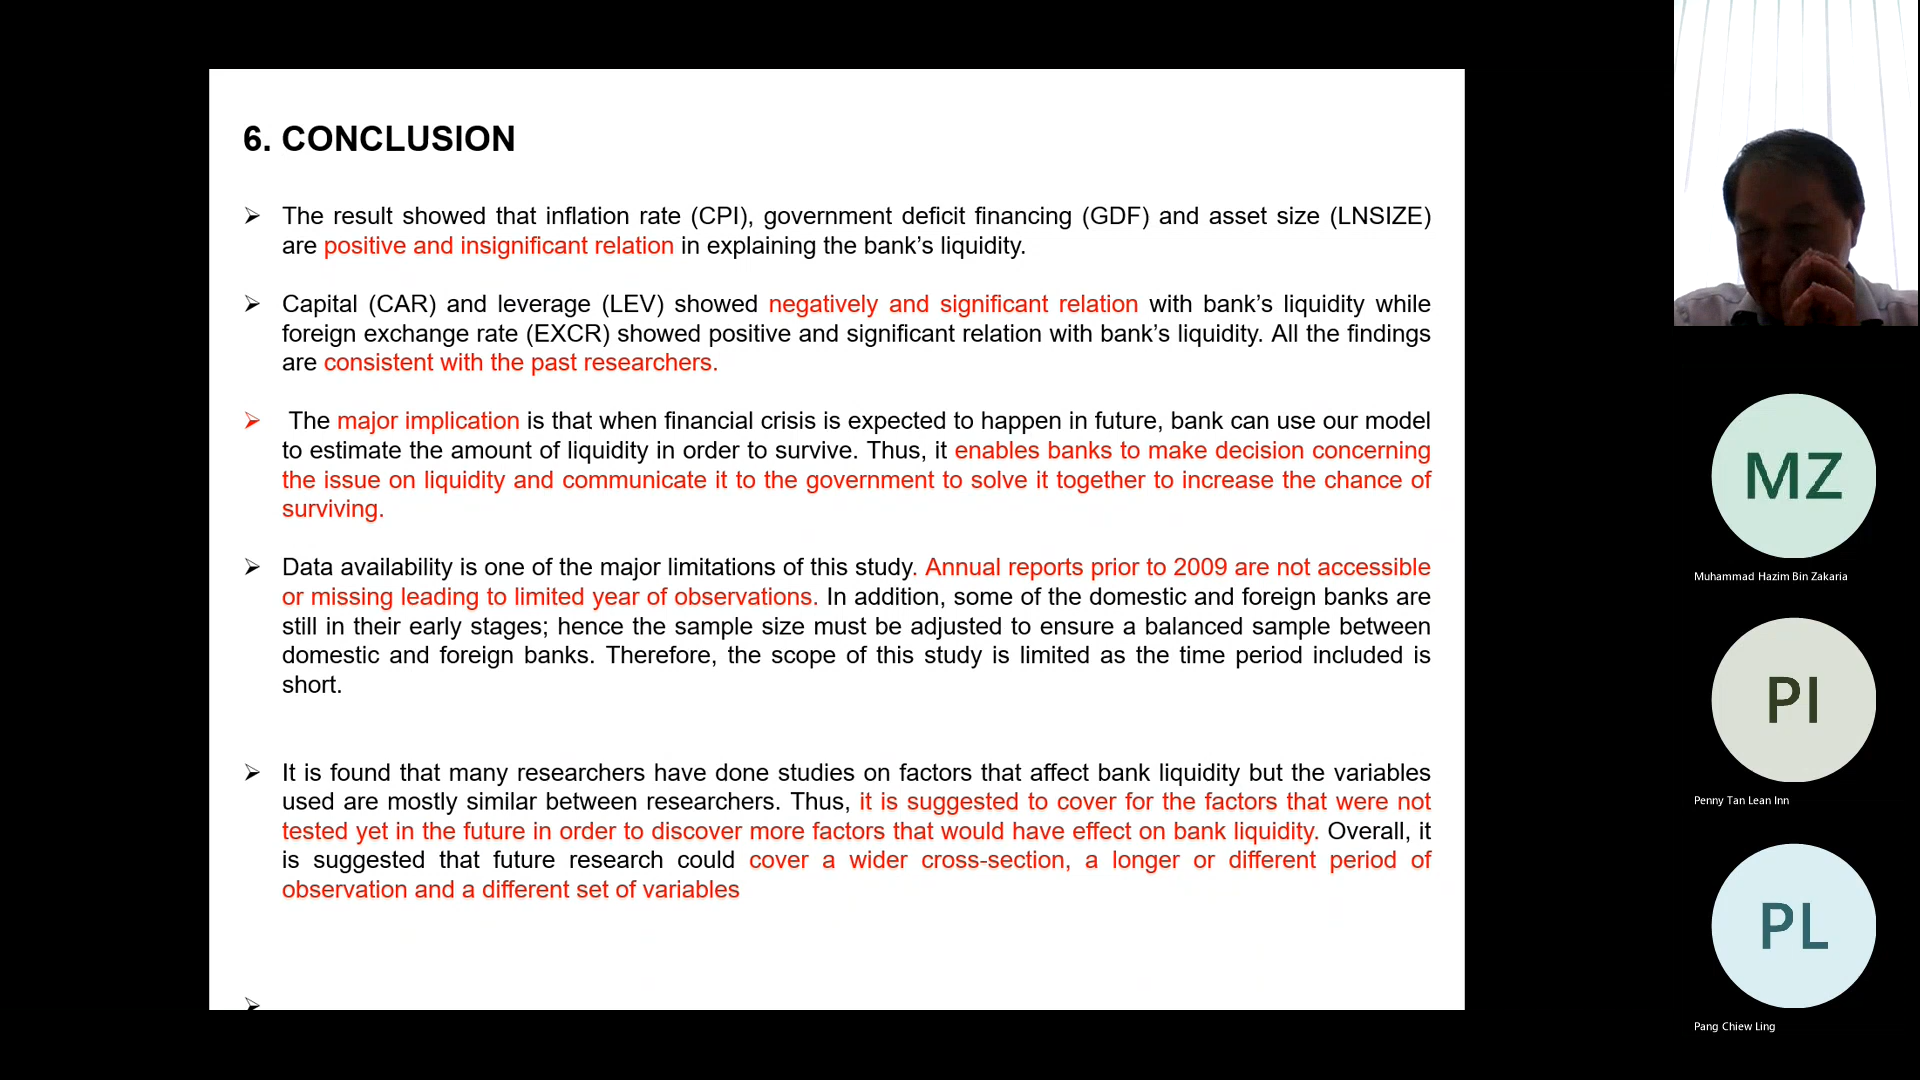 6. CONCLUSION
➢ The result showed that inflation rate (CPI), government deficit financing (GDF) and asset size (LNSIZE)
are positive and insignificant relation in explaining the bank’s liquidity.
➢ Capital (CAR) and leverage (LEV) showed negatively and significant relation with bank’s liquidity while
foreign exchange rate (EXCR) showed positive and significant relation with bank’s liquidity. All the findings
are consistent with the past researchers.
➢ The major implication is that when financial crisis is expected to happen in future, bank can use our model
to estimate the amount of liquidity in order to survive. Thus, it enables banks to make decision concerning
the issue on liquidity and communicate it to the government to solve it together to increase the chance of
surviving.
➢ Data availability is one of the major limitations of this study. Annual reports prior to 2009 are not accessible
or missing leading to limited year of observations. In addition, some of the domestic and foreign banks are
still in their early stages; hence the sample size must be adjusted to ensure a balanced sample between
domestic and foreign banks. Therefore, the scope of this study is limited as the time period included is
short.
➢ It is found that many researchers have done studies on factors that affect bank liquidity but the variables
used are mostly similar between researchers. Thus, it is suggested to cover for the factors that were not
tested yet in the future in order to discover more factors that would have effect on bank liquidity. Overall, it
is suggested that future research could cover a wider cross-section, a longer or different period of
observation and a different set of variables
➢
MZ
Muhammad Hazim Bin Zakaria
PI
Penny Tan Lean Inn
PL
Pang Chiew Ling